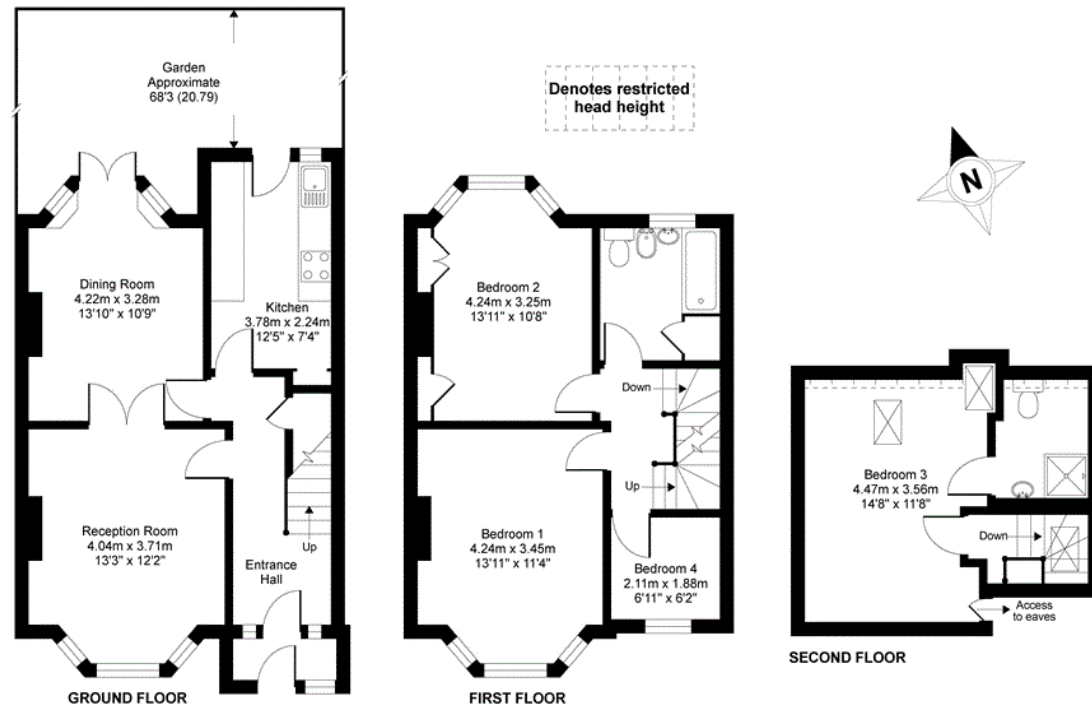 Garden
Approximate
68'3 (20.79)
Denotes restricted
head height
N
Dining Room
4.22m x 3.28m
13'10" x 10'9"
Kitchen
3.78m x 2.24m
12'5" x 7'4"
Reception Room
4.04m x 3.71m
13'3" x 12'2"
Up
Entrance
Hall
GROUND FLOOR
Bedroom 2
4.24m x 3.25m
13'11" x 10'8"
Down
Up
Bedroom 1
4.24m x 3.45m
13'11" x 11'4"
Bedroom 4
2.11m x 1.88m
6'11" x 6'2"
FIRST FLOOR
Bedroom 3
4.47m x 3.56m
14'8" x 11'8"
Down
Access
to eaves
SECOND FLOOR